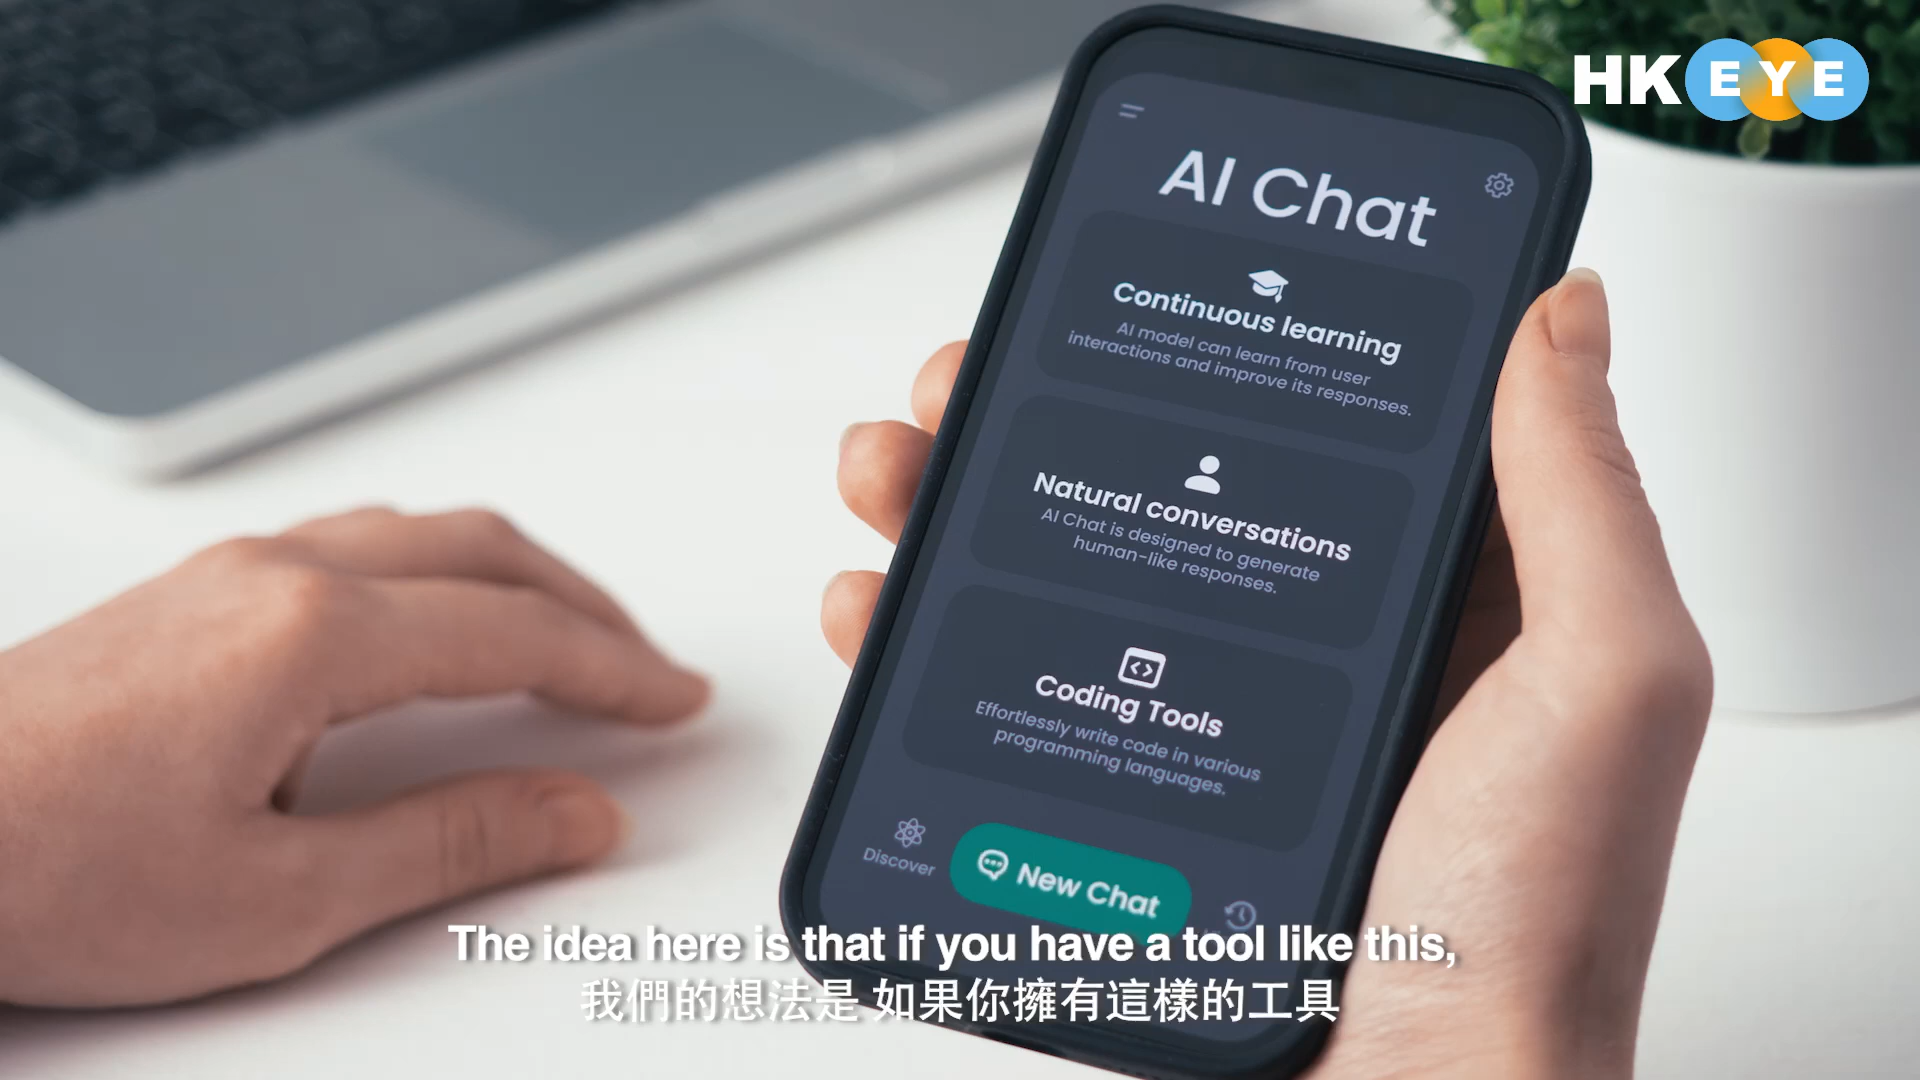 HK EYE
AI Chat
Continuous learning
AI model can learn from user
interactions and improve its responses.
Natural conversations
AI Chat is designed to generate
human-like responses.
Coding Tools
Effortlessly write code in various
programming languages.
Discover
New Chat
The idea here is that if you have a tool like this,
我們的想法是 如果你擁有這樣的工具